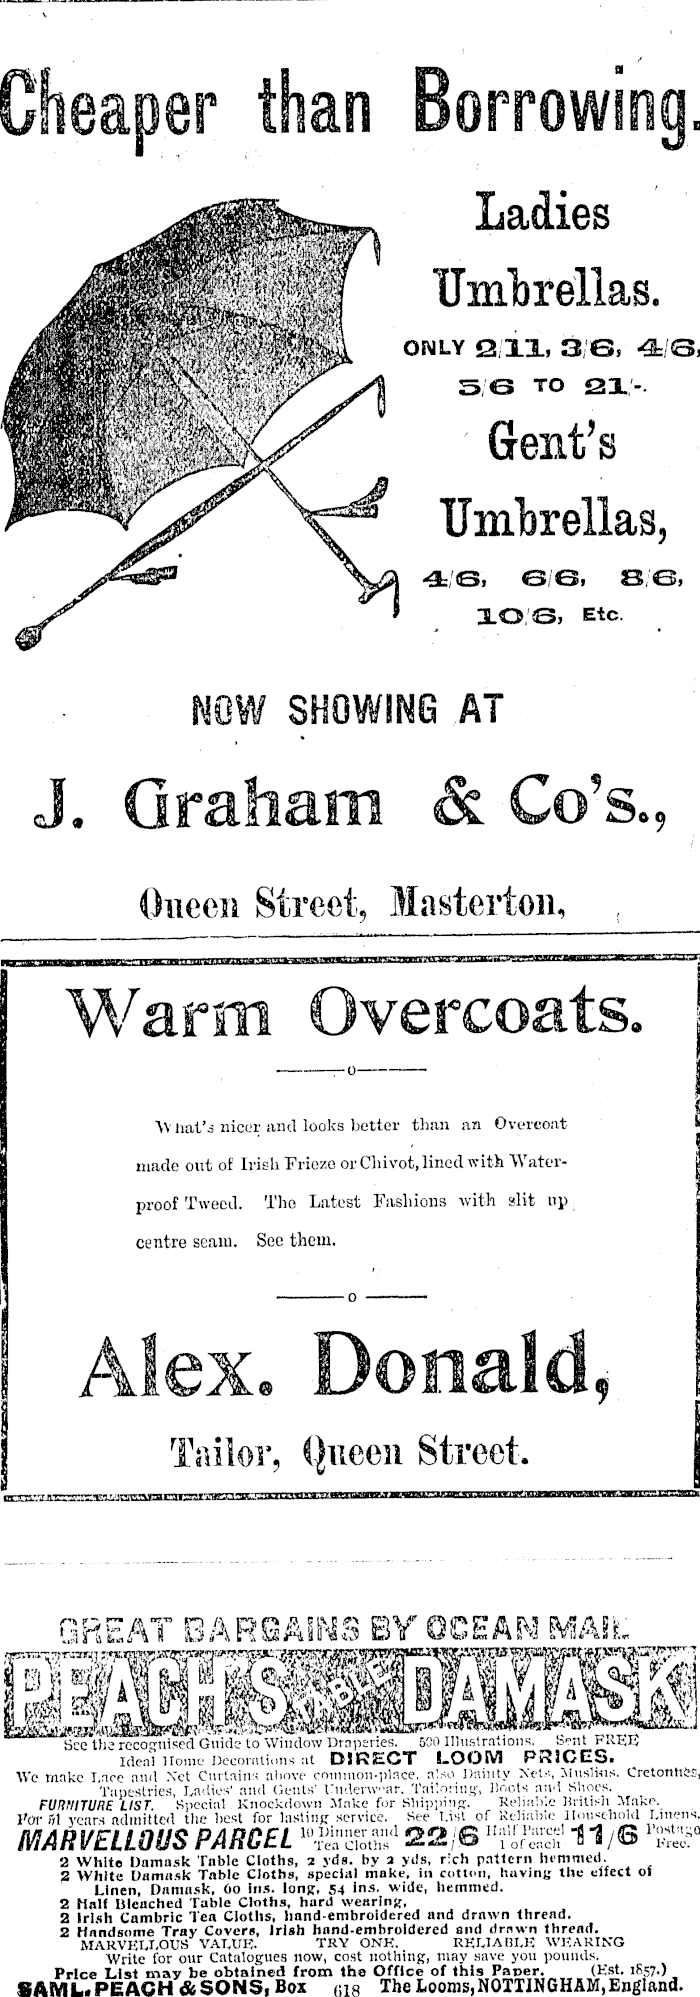 Cheaper than Borrowing.
Ladies
Umbrellas.
ONLY 2/11, 3/6, 4/6,
5/6 TO 21/-.
Gent's
Umbrellas,
4/6, 6/6, 8/6,
10/6, Etc.
NOW SHOWING AT
J. Graham & Co's.,
Queen Street, Masterton,
Warm Overcoats.
What's nicer and looks better than an Overcoat
made out of Irish Frieze or Chivot, lined with Water-
proof Tweed. The Latest Fashions with slit up
centre seam. See them.
Alex. Donald,
Tailor, Queen Street.
GREAT BARGAINS BY OCEAN MAIL
PEACH'S TABLE DAMASK
See the recognised Guide to Window Draperies. 500 Illustrations. Sent FREE
Ideal Home Decorations at DIRECT LOOM PRICES.
We make Lace and Net Curtains above common-place, also Dainty Nets, Muslins, Cretonnes,
Tapestries, Ladies' and Gents' Underwear, Tailoring, Boots and Shoes.
FURNITURE LIST. Special Knockdown Make for Shipping. Reliable British Make.
For 51 years admitted the best for lasting service. See List of Reliable Household Linens.
MARVELLOUS PARCEL 10 Dinner and Tea Cloths 22/6 Half Parcel 1 of each 11/6 Postage Free.
2 White Damask Table Cloths, 2 yds. by 2 yds, rich pattern hemmed.
2 White Damask Table Cloths, special make, in cotton, having the effect of
Linen, Damask, 60 ins. long, 54 ins. wide, hemmed.
2 Half Bleached Table Cloths, hard wearing,
2 Irish Cambric Tea Cloths, hand-embroidered and drawn thread.
2 Handsome Tray Covers, Irish hand-embroidered and drawn thread.
MARVELLOUS VALUE. TRY ONE. RELIABLE WEARING
Write for our Catalogues now, cost nothing, may save you pounds.
Price List may be obtained from the Office of this Paper. (Est. 1857.)
SAML. PEACH & SONS, Box 618 The Looms, NOTTINGHAM, England.